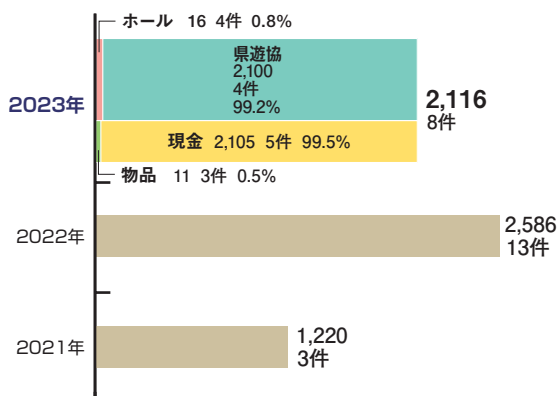 ホール 16 4件 0.8%
県遊協
2,100
4件
99.2%
2023年
2,116
8件
現金 2,105 5件 99.5%
物品 11 3件 0.5%
2022年
2,586
13件
2021年
1,220
3件